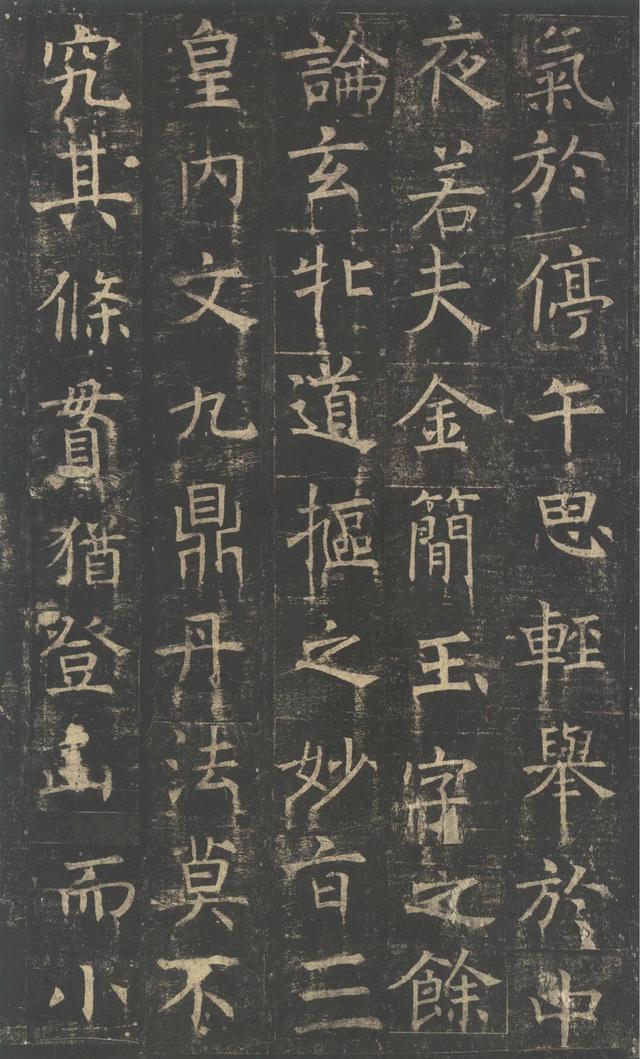 氣於停午思輕舉於中
夜若夫金簡玉字之餘
論玄牝道樞之妙旨三
皇內文九鼎丹法莫不
究其條貫猶登而小